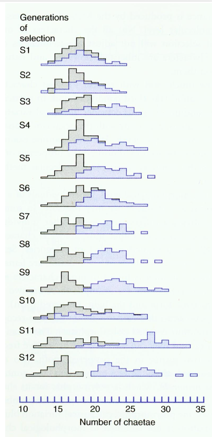 Generations
of
selection
S1
S2
S3
S4
S5
S6
S7
S8
S9
S10
S11
S12
10 15 20 25 30 35
Number of chaetae